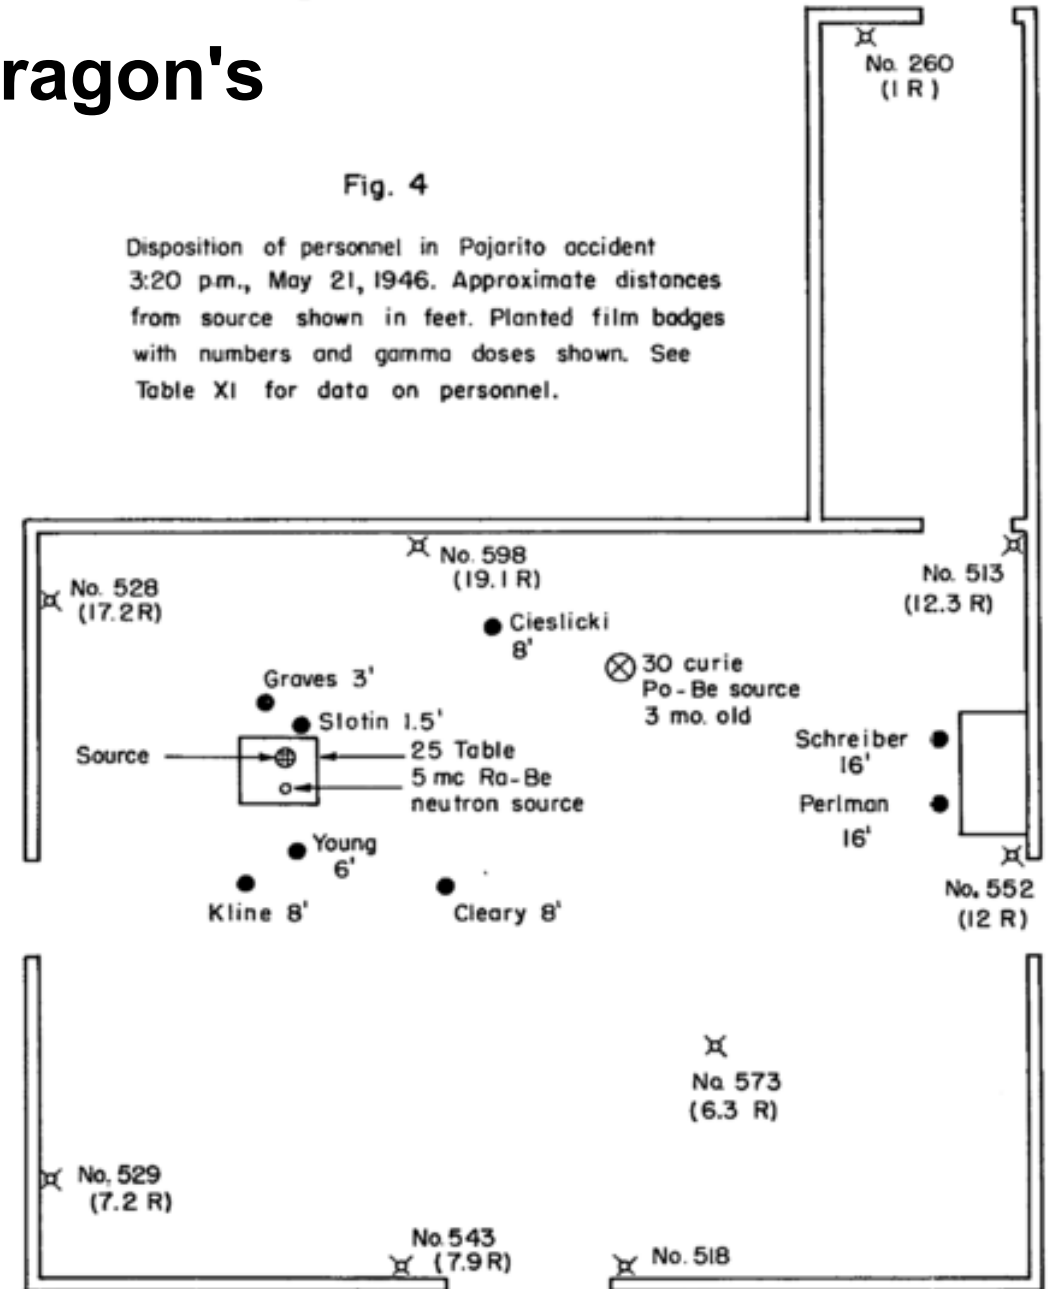 ragon's
No. 260
(1 R)
Fig. 4
Disposition of personnel in Pajarito accident
3:20 p.m., May 21, 1946. Approximate distances
from source shown in feet. Planted film badges
with numbers and gamma doses shown. See
Table XI for data on personnel.
No. 598
(19.1 R)
No. 528
(17.2R)
No. 513
(12.3 R)
Cieslicki
8'
30 curie
Po-Be source
3 mo. old
Graves 3'
Slotin 1.5'
Source
25 Table
5 mc Ra-Be
neutron source
Schreiber
16'
Perlman
16'
Young
6'
Kline 8'
Cleary 8'
No. 552
(12 R)
No. 573
(6.3 R)
No. 529
(7.2 R)
No. 543
(7.9 R)
No. 518